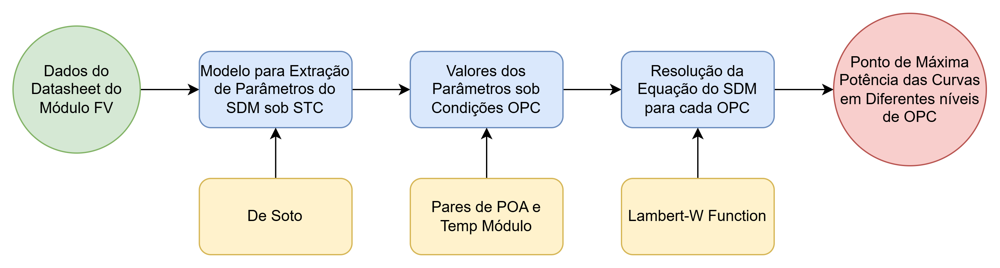 Dados do
Datasheet do
Módulo FV
Modelo para Extração
de Parâmetros do
SDM sob STC
Valores dos
Parâmetros sob
Condições OPC
Resolução da
Equação do SDM
para cada OPC
Ponto de Máxima
Potência das Curvas
em Diferentes níveis
de OPC
De Soto
Pares de POA e
Temp Módulo
Lambert-W Function